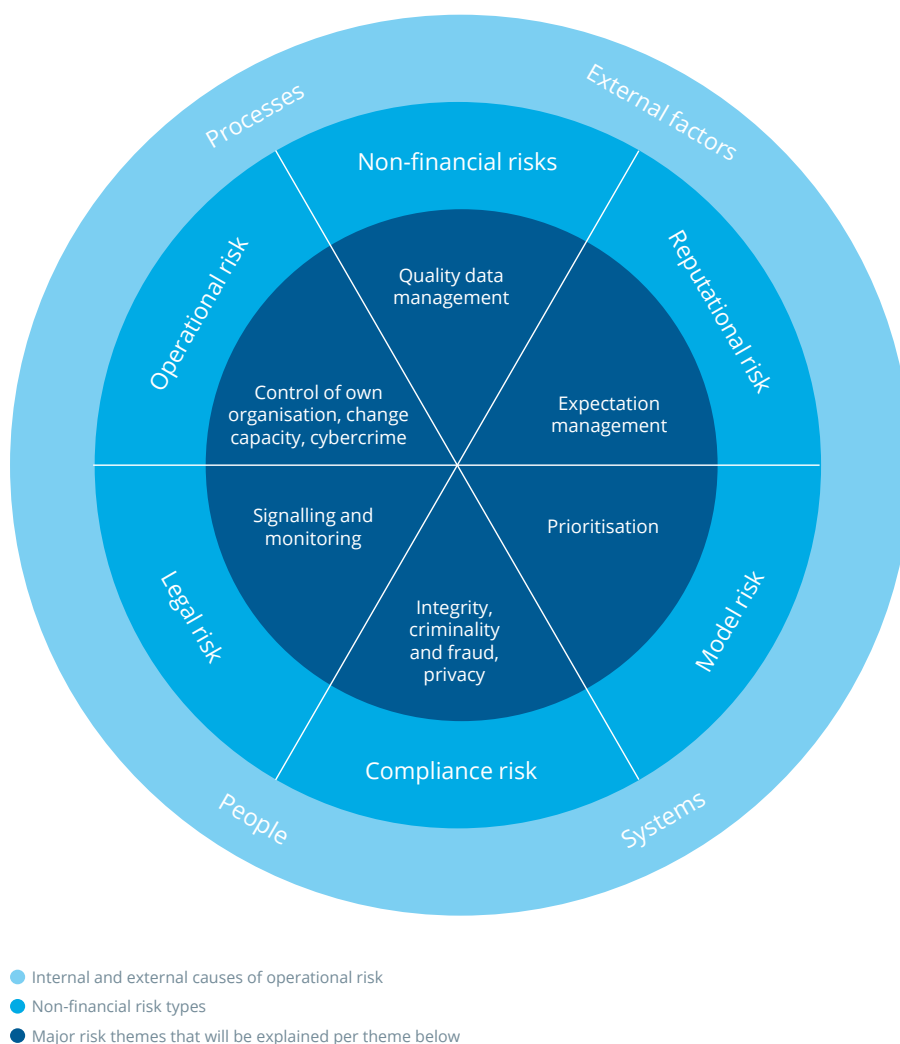 Processes
External factors
Non-financial risks
Operational risk
Reputational risk
Quality data
management
Control of own
organisation, change
capacity, cybercrime
Expectation
management
Signalling and
monitoring
Prioritisation
Integrity,
criminality
and fraud,
privacy
Legal risk
Model risk
Compliance risk
People
Systems
Internal and external causes of operational risk
Non-financial risk types
Major risk themes that will be explained per theme below